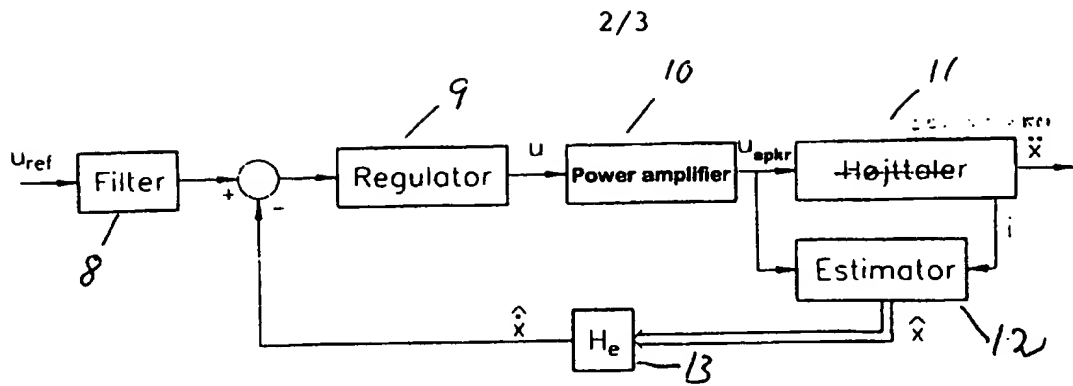 2/3
9
10
11
u_ref
Filter
+
-
Regulator
u
Power amplifier
u_spkr
Højttaler
ẍ
8
i
Estimator
x̂
H_e
x̂
12
13